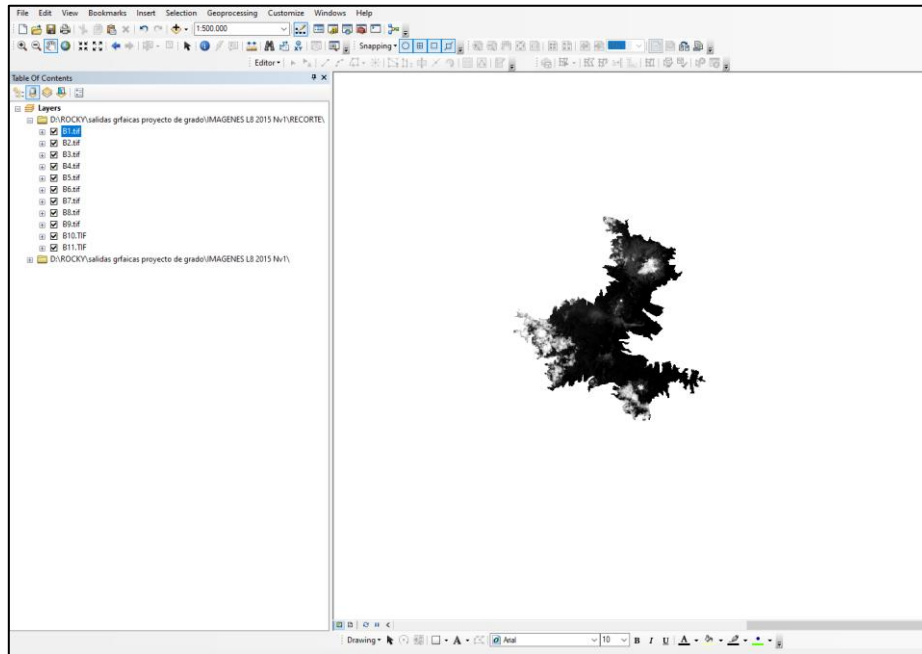 File Edit View Bookmarks Insert Selection Geoprocessing Customize Windows Help
1:500.000
Snapping
Editor
Table Of Contents
Layers
D:\ROCKY\salidas grfaicas proyecto de grado\IMAGENES L8 2015 Nv1\RECORTE\
B1.tif
B2.tif
B3.tif
B4.tif
B5.tif
B6.tif
B7.tif
B8.tif
B9.tif
B10.TIF
B11.TIF
D:\ROCKY\salidas grfaicas proyecto de grado\IMAGENES L8 2015 Nv1\
Drawing A Arial 10 B I U A